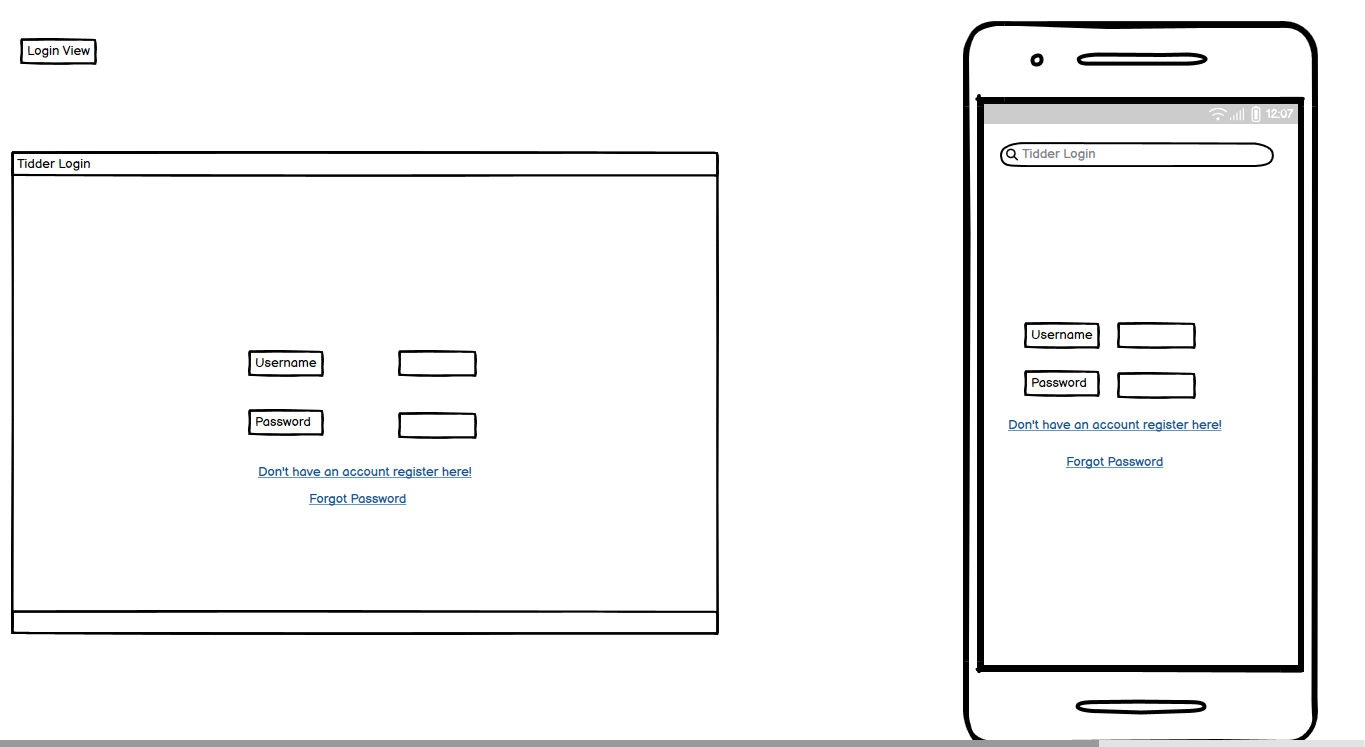 Login View
Tidder Login
Username
Password
Don't have an account register here!
Forgot Password
12:07
Tidder Login
Username
Password
Don't have an account register here!
Forgot Password